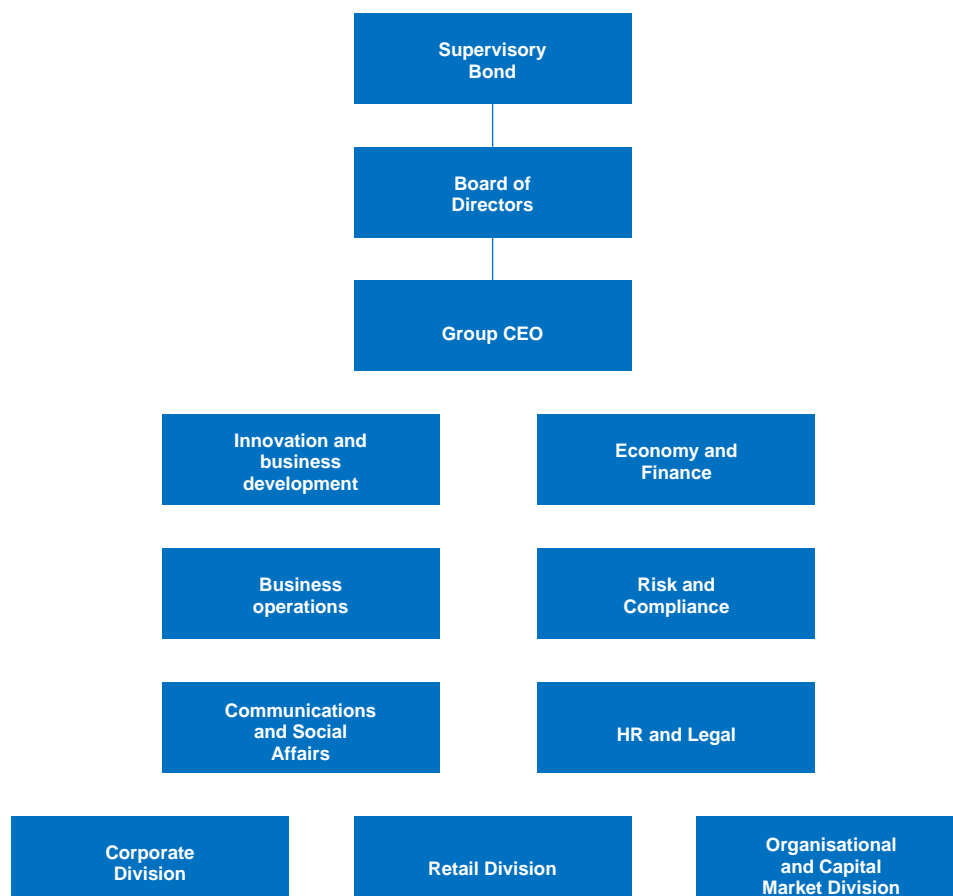 Supervisory
Bond
Board of
Directors
Group CEO
Innovation and
business
development
Economy and
Finance
Business
operations
Risk and
Compliance
Communications
and Social
Affairs
HR and Legal
Corporate
Division
Retail Division
Organisational
and Capital
Market Division